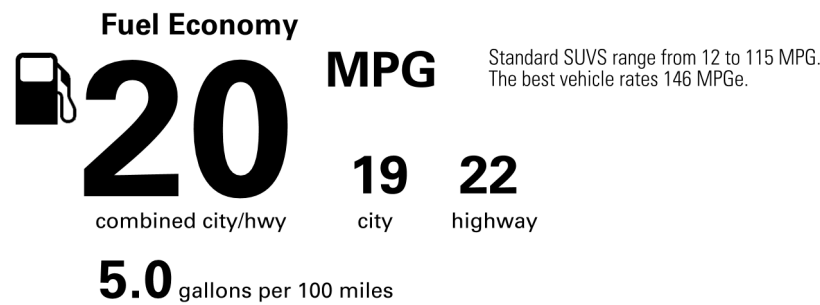 Fuel Economy
20 MPG
Standard SUVS range from 12 to 115 MPG.
The best vehicle rates 146 MPGe.
19 22
combined city/hwy city highway
5.0 gallons per 100 miles